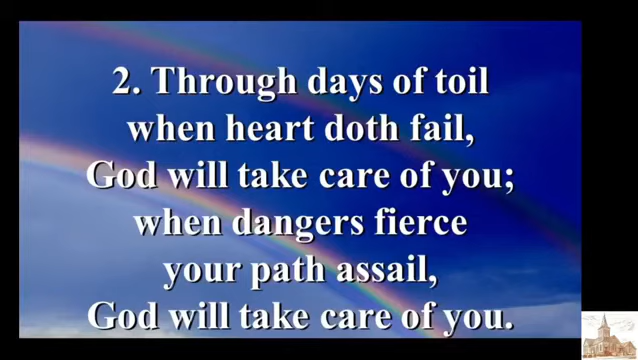 2. Through days of toil
when heart doth fail,
God will take care of you;
when dangers fierce
your path assail,
God will take care of you.